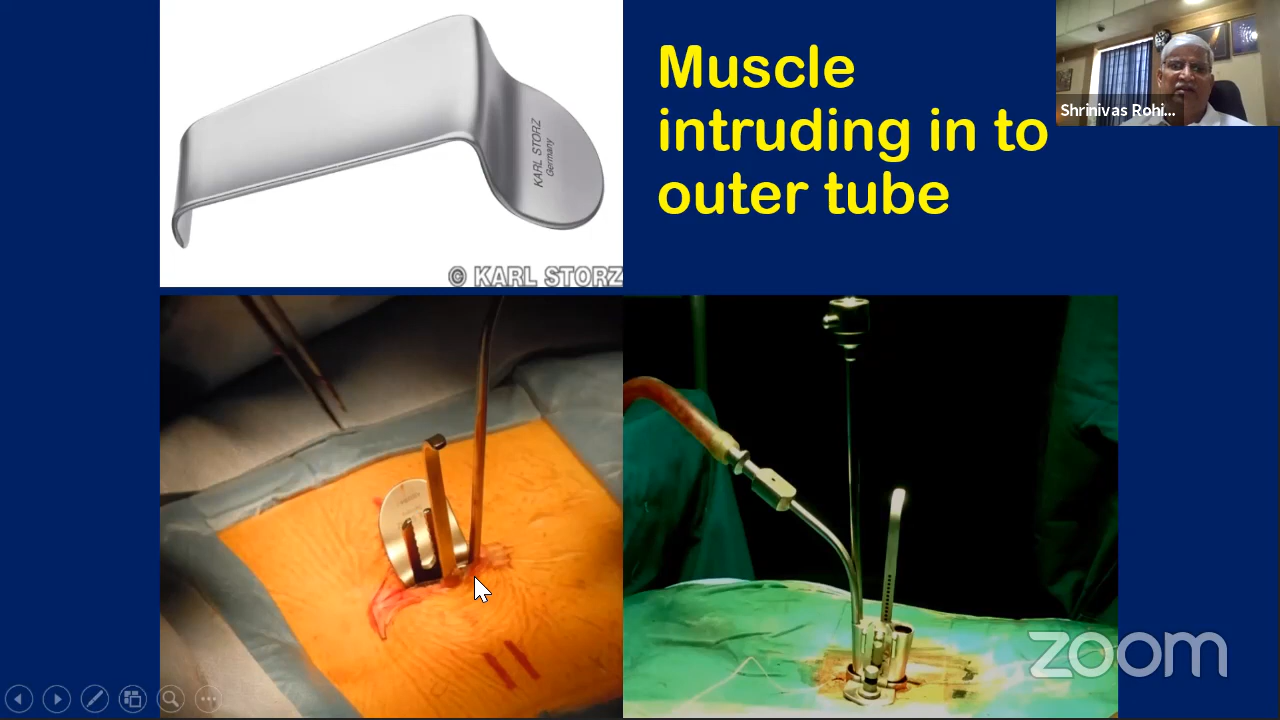 Muscle
intruding in to
outer tube
Shrinivas Rohi...
KARL STORZ
Germany
© KARL STORZ
zoom